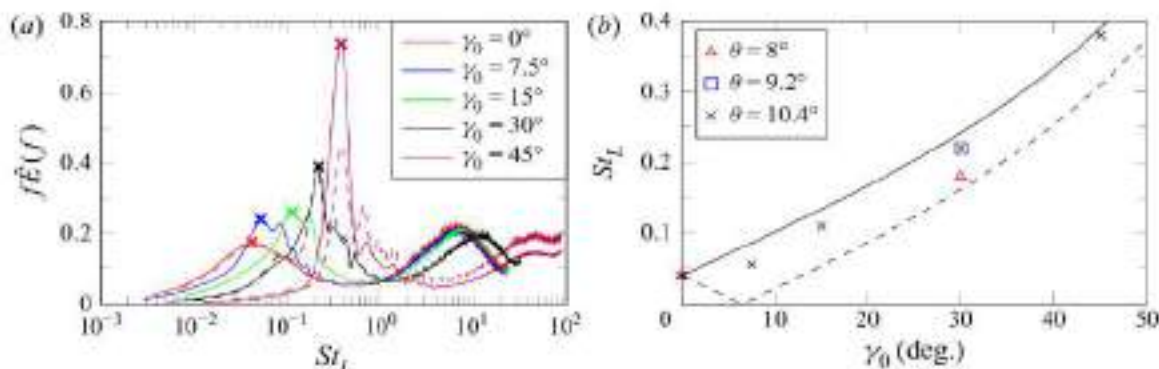 (a)
0.8
0.6
0.4
0.2
0
fÊ(f)
γ₀ = 0°
γ₀ = 7.5°
γ₀ = 15°
γ₀ = 30°
γ₀ = 45°
10⁻³ 10⁻² 10⁻¹ 10⁰ 10¹ 10²
St_L
(b)
0.4
0.3
0.2
0.1
St_L
θ = 8°
θ = 9.2°
θ = 10.4°
0 10 20 30 40 50
γ₀ (deg.)